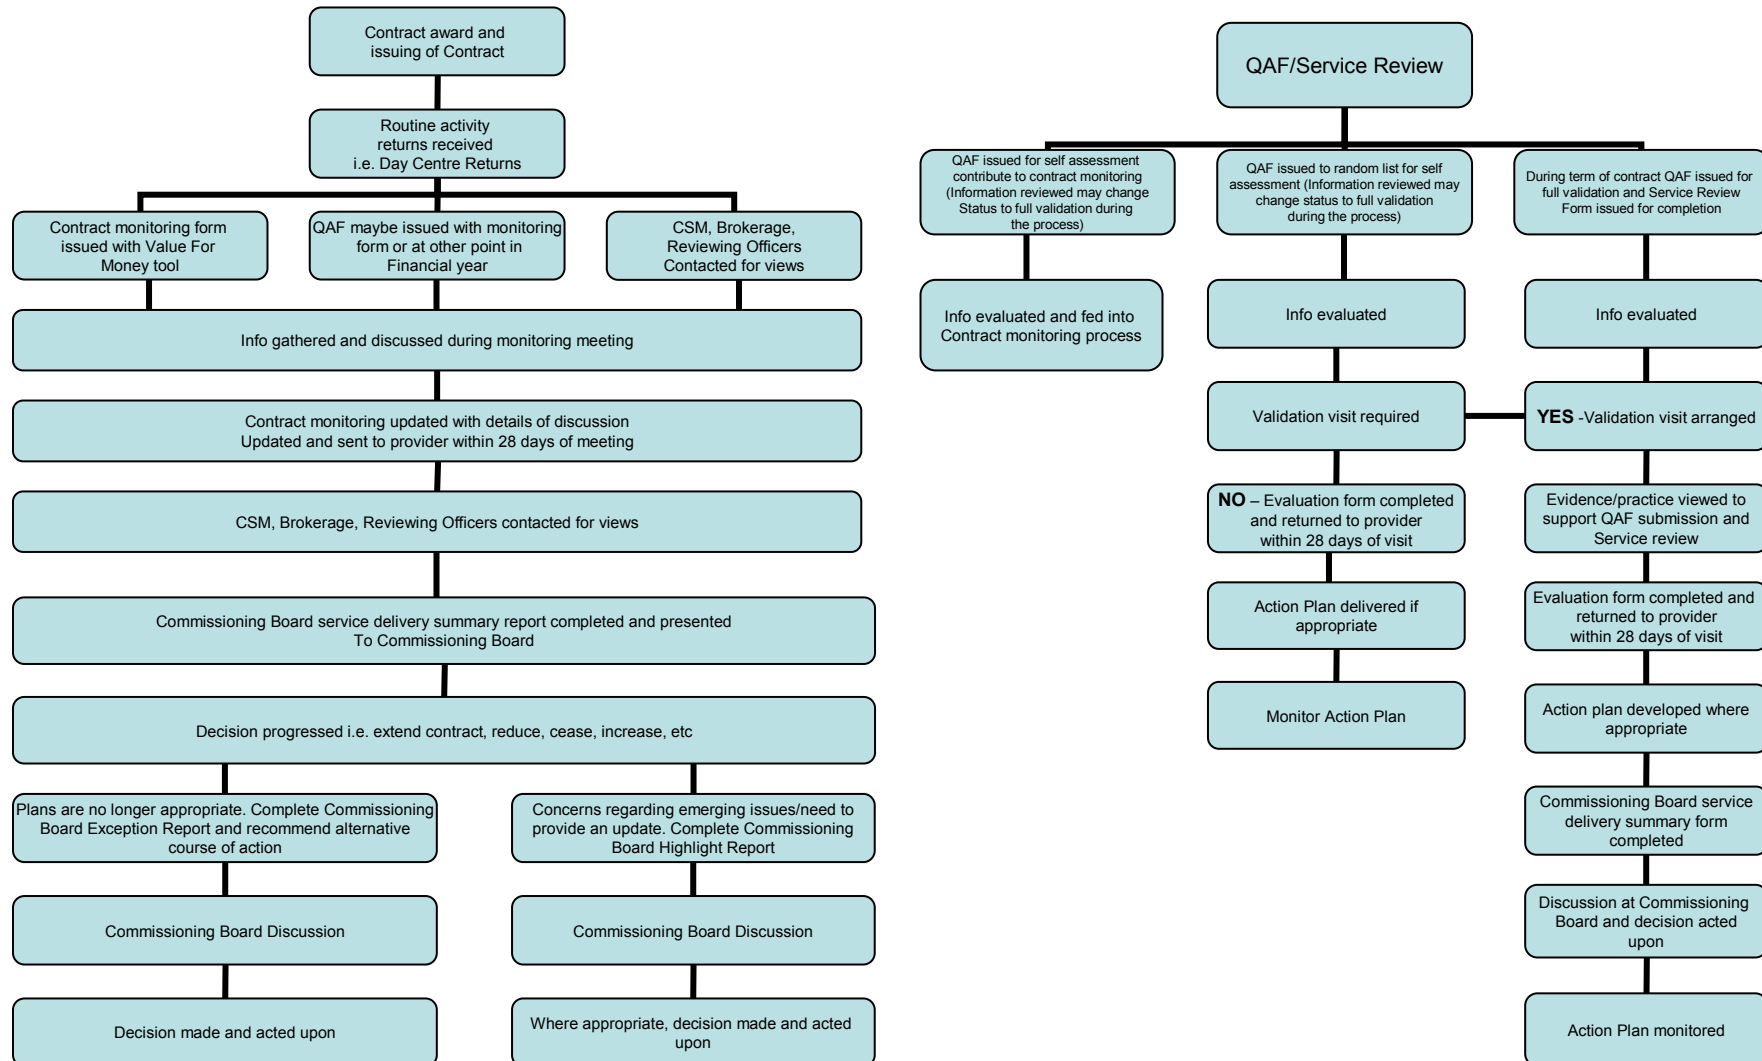 Contract award and
issuing of Contract
Routine activity
returns received
i.e. Day Centre Returns
Contract monitoring form
issued with Value For
Money tool
QAF maybe issued with monitoring
form or at other point in
Financial year
CSM, Brokerage,
Reviewing Officers
Contacted for views
Info gathered and discussed during monitoring meeting
Contract monitoring updated with details of discussion
Updated and sent to provider within 28 days of meeting
CSM, Brokerage, Reviewing Officers contacted for views
Commissioning Board service delivery summary report completed and presented
To Commissioning Board
Decision progressed i.e. extend contract, reduce, cease, increase, etc
Plans are no longer appropriate. Complete Commissioning
Board Exception Report and recommend alternative
course of action
Concerns regarding emerging issues/need to
provide an update. Complete Commissioning
Board Highlight Report
Commissioning Board Discussion
Commissioning Board Discussion
Decision made and acted upon
Where appropriate, decision made and acted
upon
QAF/Service Review
QAF issued for self assessment
contribute to contract monitoring
(Information reviewed may change
Status to full validation during
the process)
QAF issued to random list for self
assessment (Information reviewed may
change status to full validation
during the process)
During term of contract QAF issued for
full validation and Service Review
Form issued for completion
Info evaluated and fed into
Contract monitoring process
Info evaluated
Info evaluated
Validation visit required
YES -Validation visit arranged
NO – Evaluation form completed
and returned to provider
within 28 days of visit
Evidence/practice viewed to
support QAF submission and
Service review
Action Plan delivered if
appropriate
Evaluation form completed and
returned to provider
within 28 days of visit
Monitor Action Plan
Action plan developed where
appropriate
Commissioning Board service
delivery summary form
completed
Discussion at Commissioning
Board and decision acted
upon
Action Plan monitored